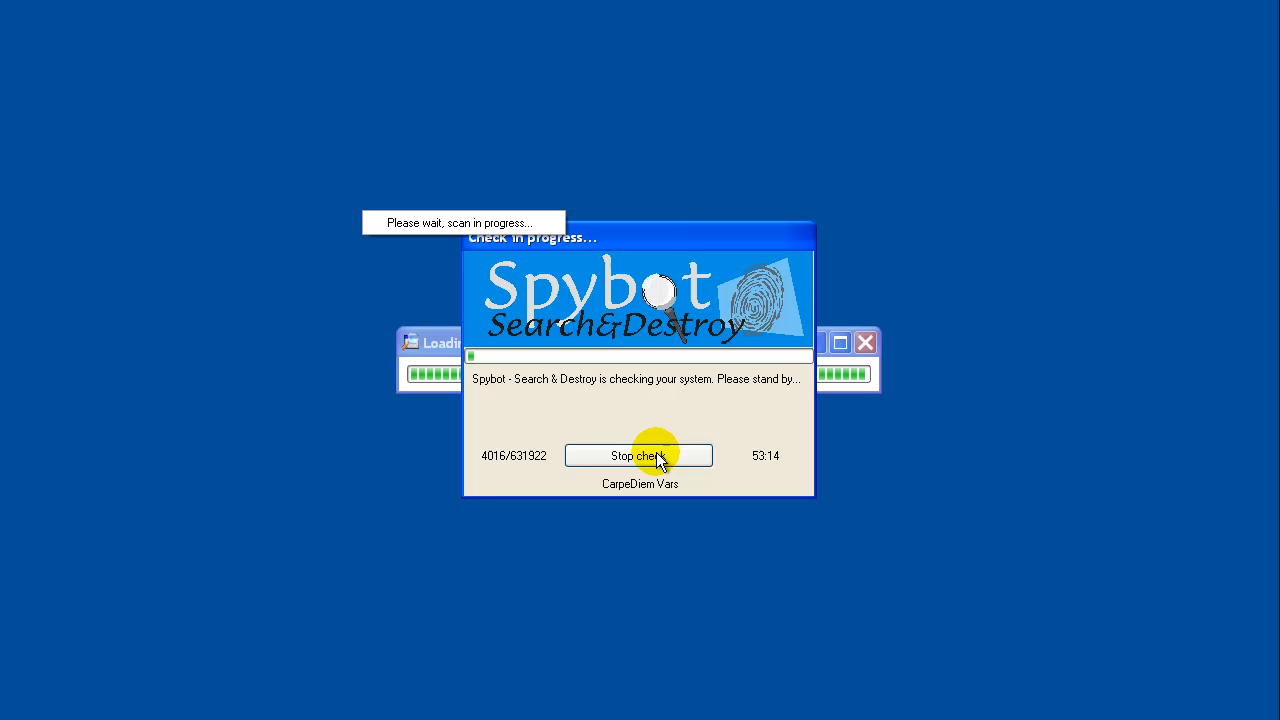 Please wait, scan in progress...
Check in progress...
Spybot
Search&Destroy
Spybot - Search & Destroy is checking your system. Please stand by...
4016/631922 Stop check 53:14
CarpeDiem Vars